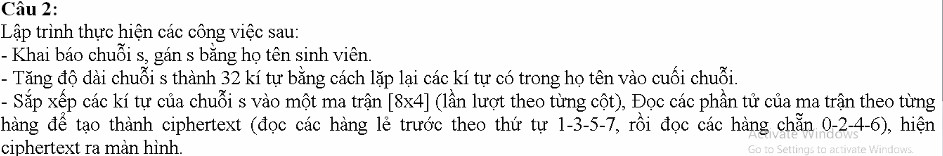 Câu 2:
Lập trình thực hiện các công việc sau:
- Khai báo chuỗi s, gán s bằng họ tên sinh viên.
- Tăng độ dài chuỗi s thành 32 kí tự bằng cách lặp lại các kí tự có trong họ tên vào cuối chuỗi.
- Sắp xếp các kí tự của chuỗi s vào một ma trận [8x4] (lần lượt theo từng cột), Đọc các phần tử của ma trận theo từng
hàng để tạo thành ciphertext (đọc các hàng lẻ trước theo thứ tự 1-3-5-7, rồi đọc các hàng chẵn 0-2-4-6), hiện
Activate Windows
ciphertext ra màn hình.
Go to Settings to activate Windows.